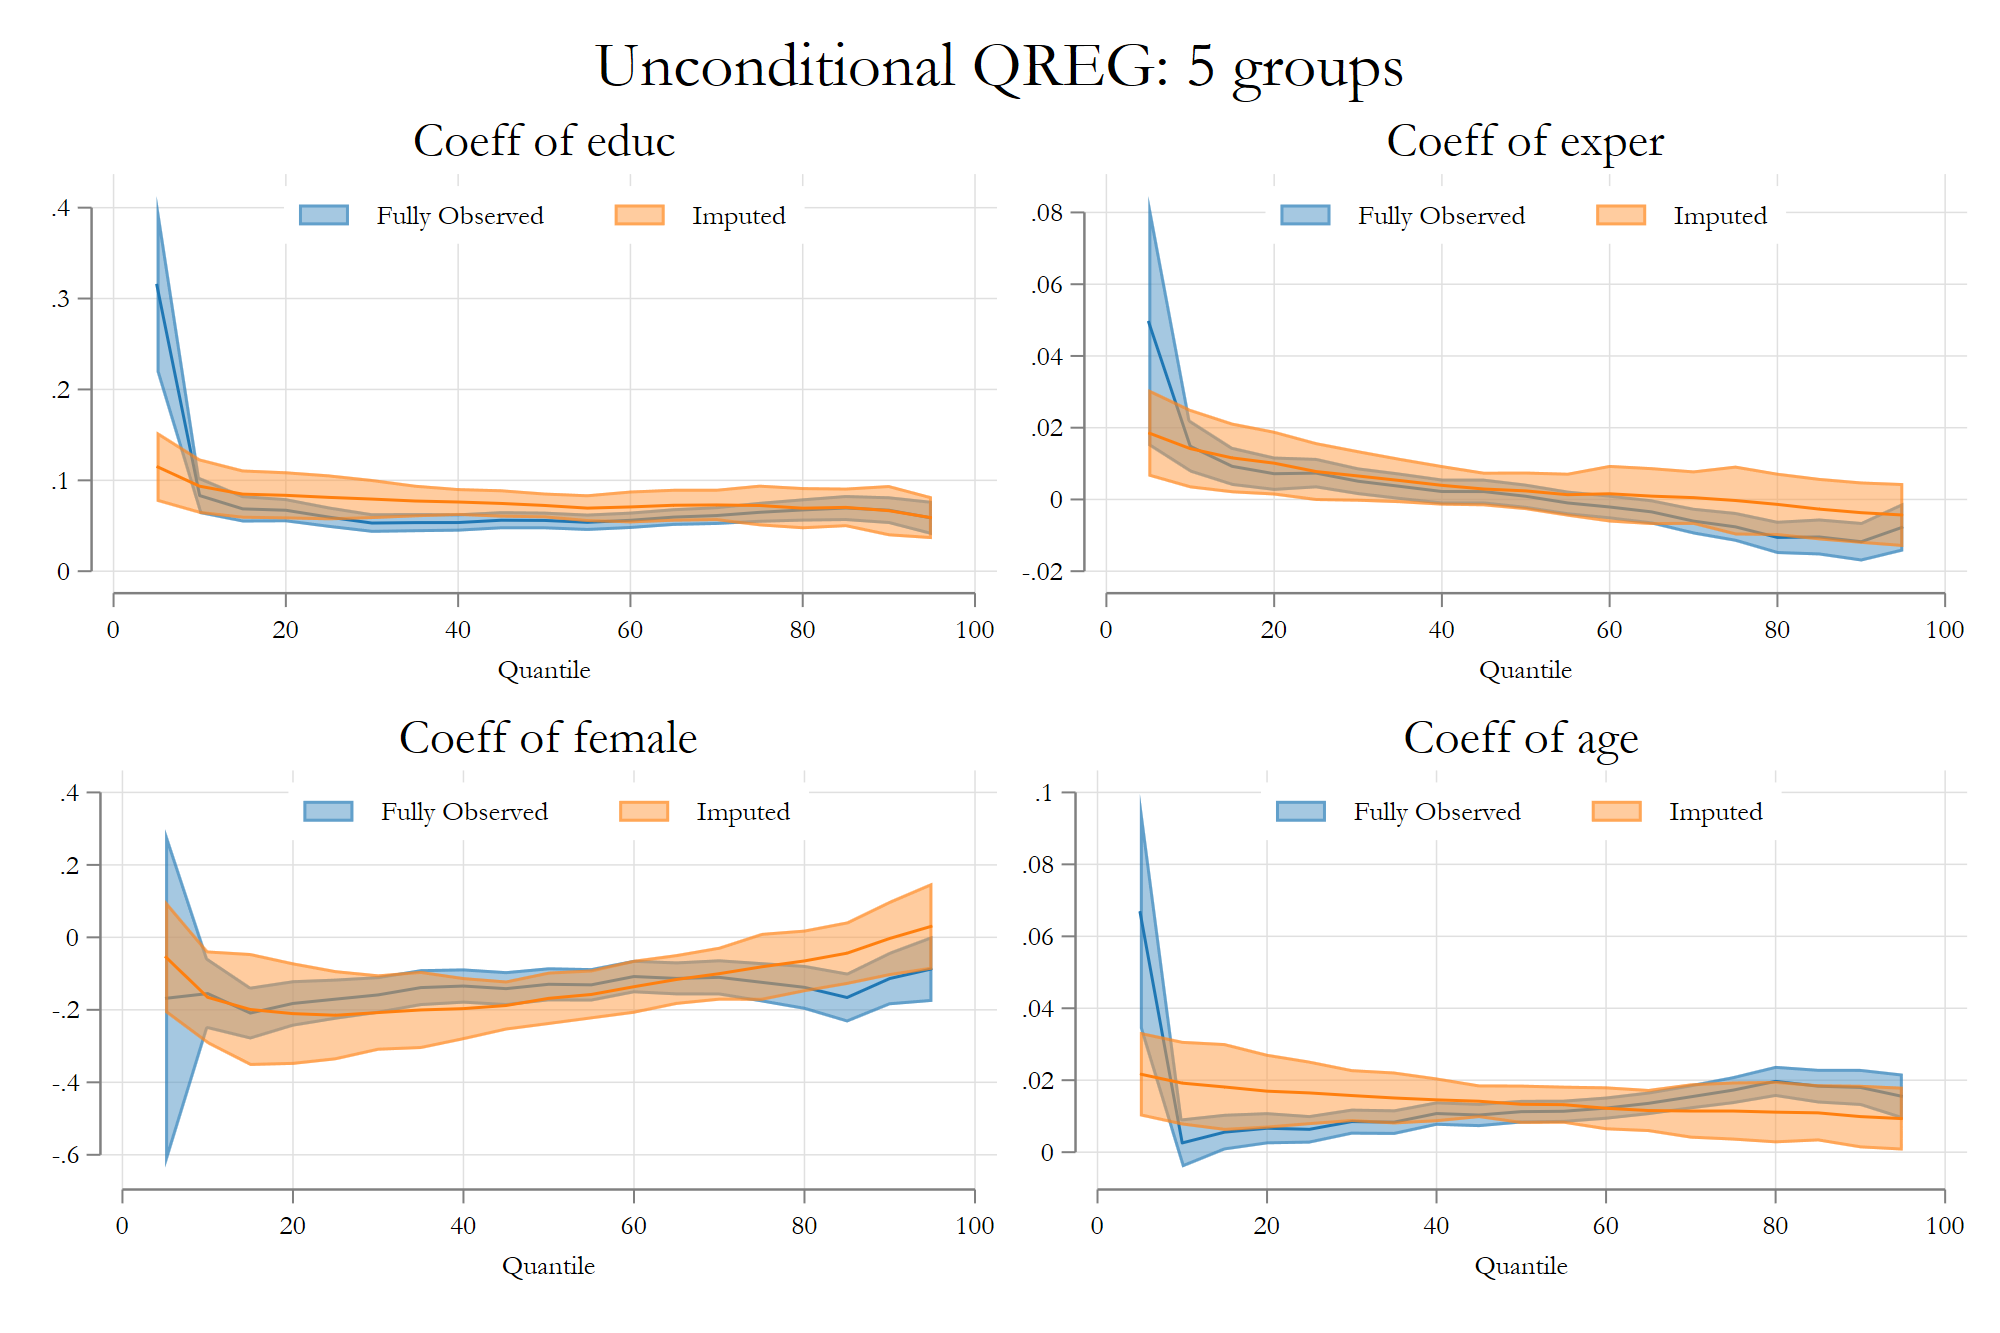 Unconditional QREG: 5 groups
Coeff of educ
Fully Observed Imputed
.4
.3
.2
.1
0
0 20 40 60 80 100
Quantile
Coeff of exper
Fully Observed Imputed
.08
.06
.04
.02
0
-.02
0 20 40 60 80 100
Quantile
Coeff of female
Fully Observed Imputed
.4
.2
0
-.2
-.4
-.6
0 20 40 60 80 100
Quantile
Coeff of age
Fully Observed Imputed
.1
.08
.06
.04
.02
0
0 20 40 60 80 100
Quantile